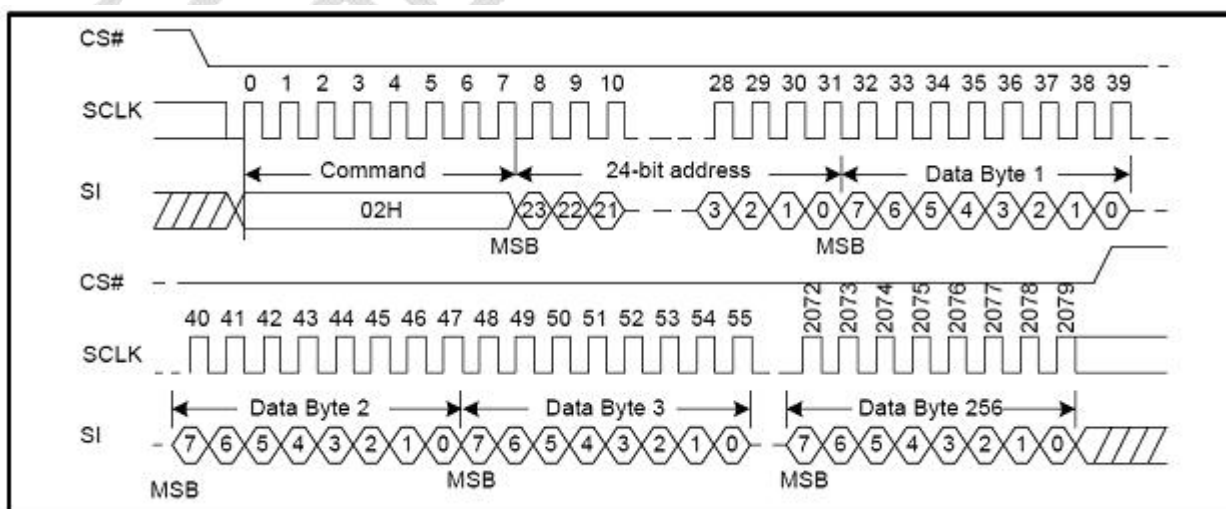 CS#
0 1 2 3 4 5 6 7 8 9 10 28 29 30 31 32 33 34 35 36 37 38 39
SCLK
Command 24-bit address Data Byte 1
SI
02H 23 22 21 3 2 1 0 7 6 5 4 3 2 1 0
MSB MSB
CS#
40 41 42 43 44 45 46 47 48 49 50 51 52 53 54 55 2072 2073 2074 2075 2076 2077 2078 2079
SCLK
Data Byte 2 Data Byte 3 Data Byte 256
SI
7 6 5 4 3 2 1 0 7 6 5 4 3 2 1 0 7 6 5 4 3 2 1 0
MSB MSB MSB